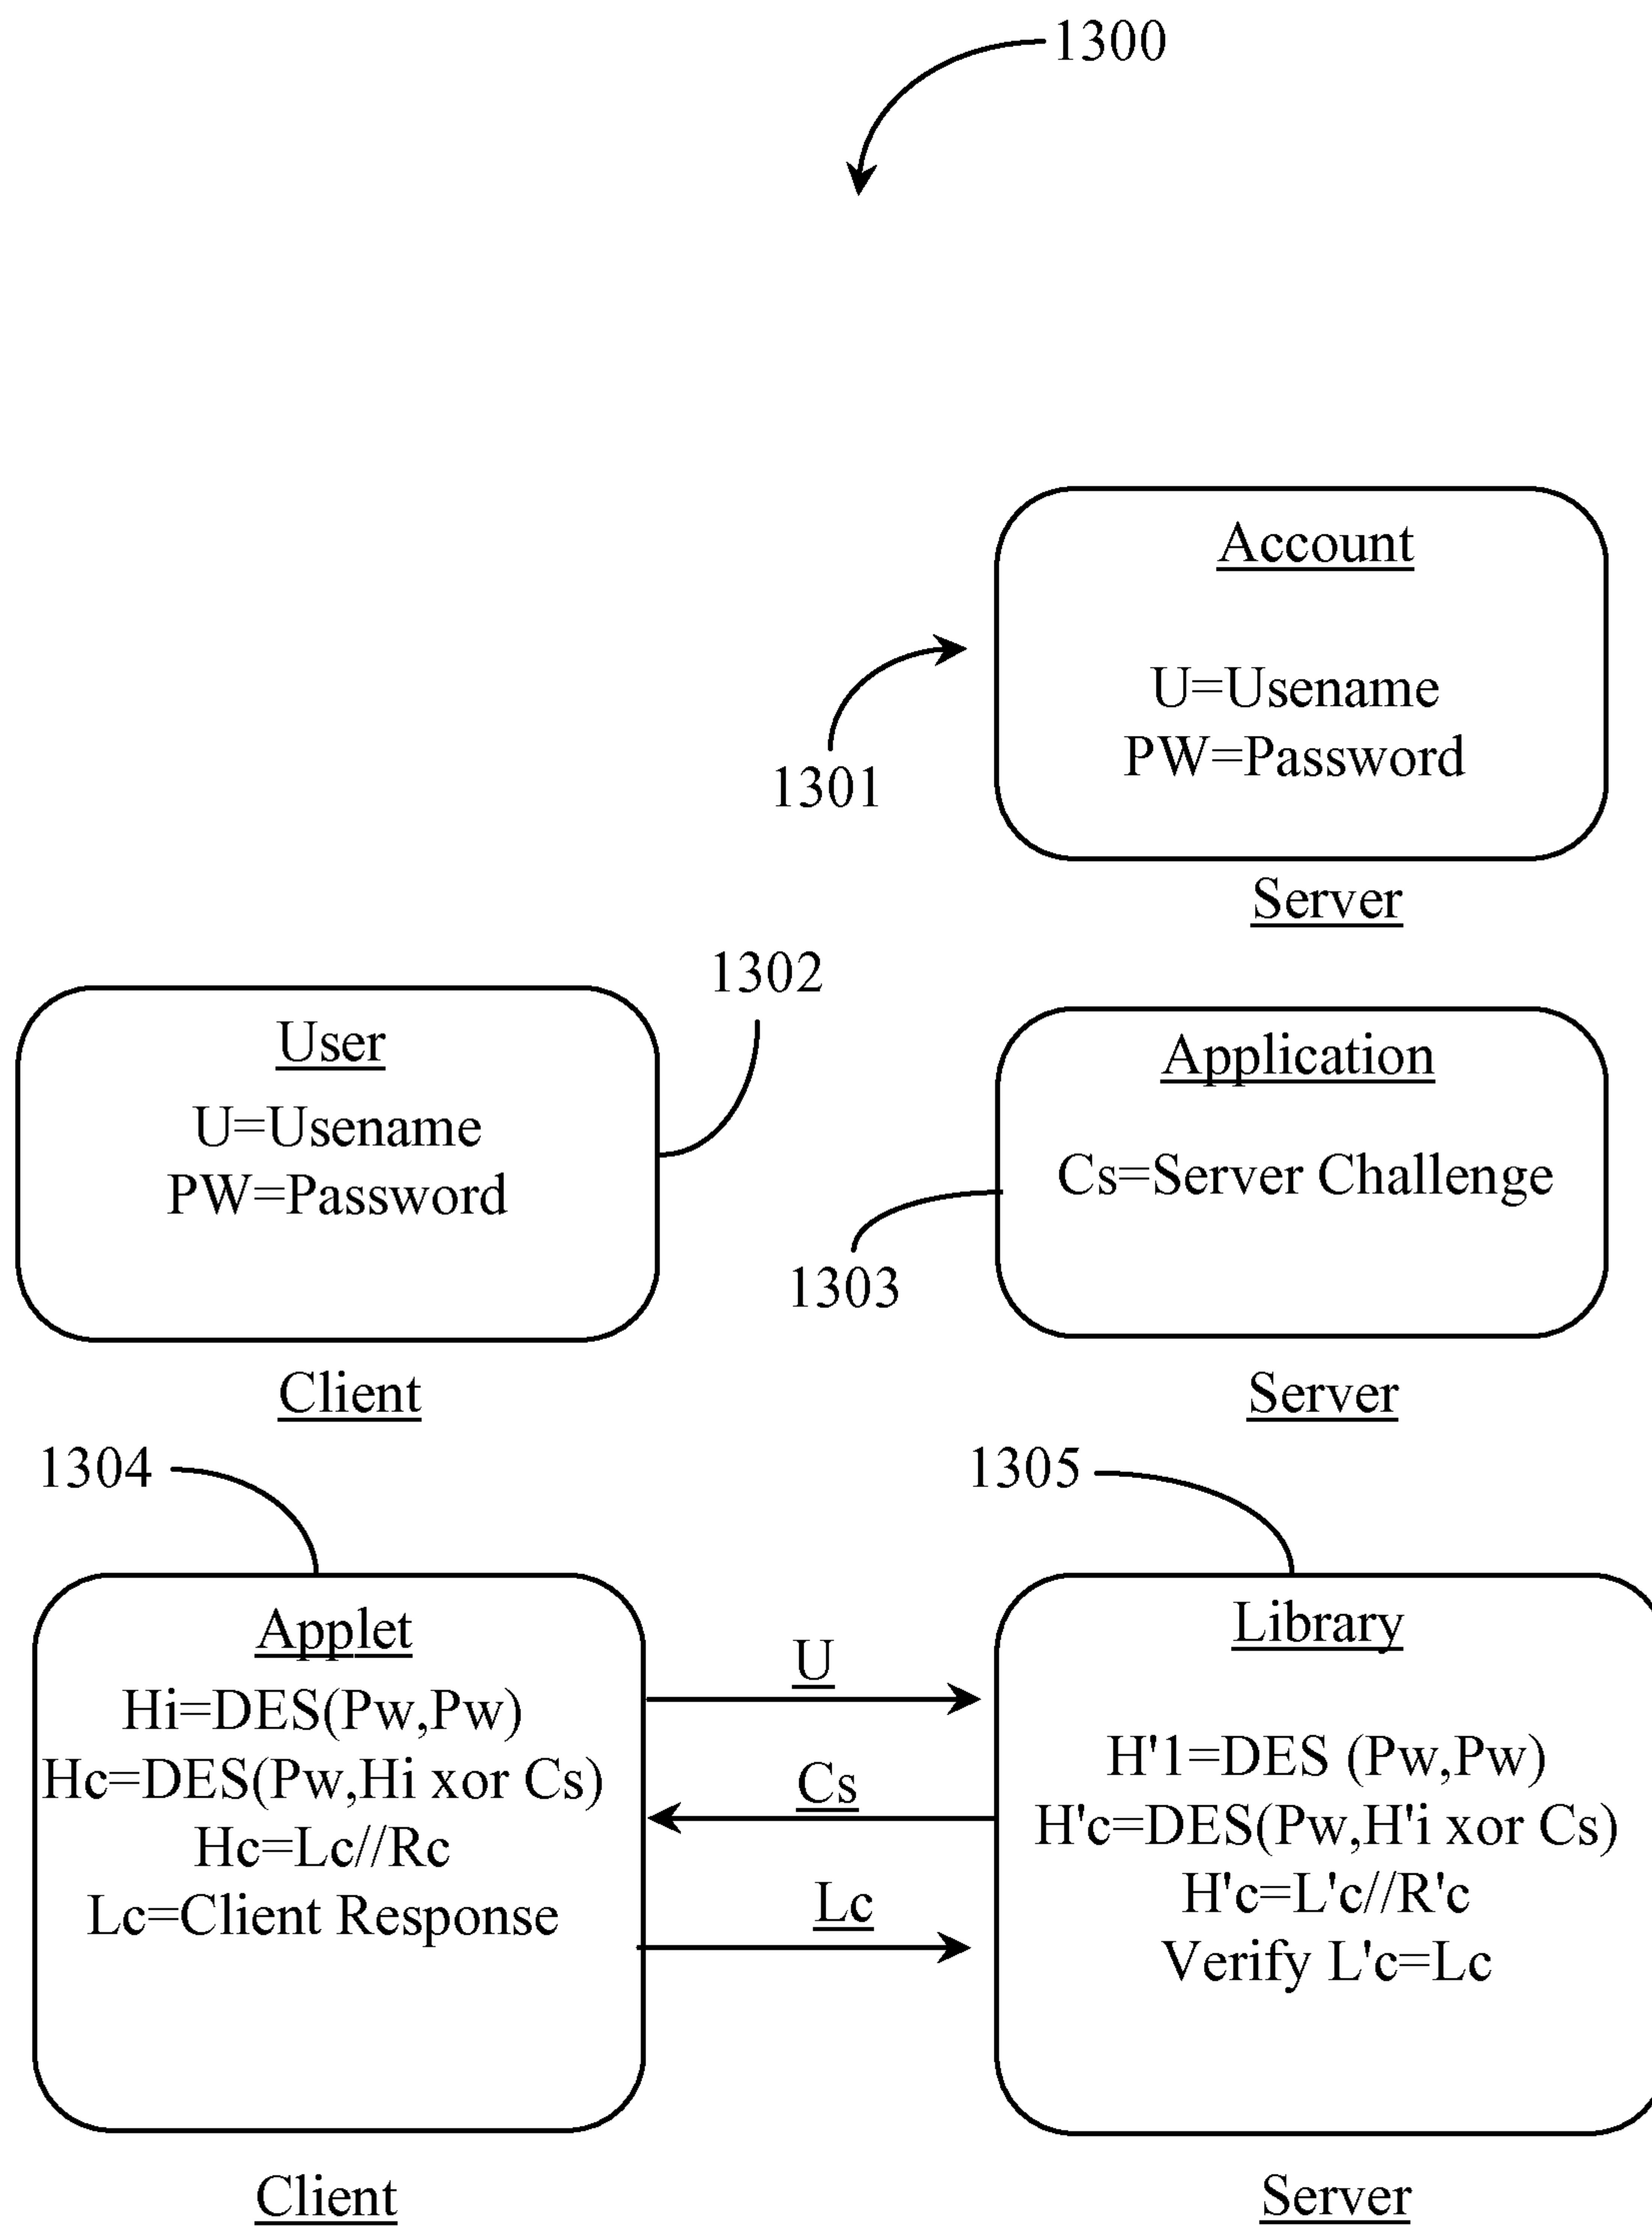 1300
Account
U=Usename
PW=Password
1301
Server
1302
User
U=Usename
PW=Password
Application
Cs=Server Challenge
1303
Client
Server
1304
1305
Applet
Hi=DES(Pw,Pw)
Hc=DES(Pw,Hi xor Cs)
Hc=Lc//Rc
Lc=Client Response
U
Cs
Lc
Library
H'1=DES (Pw,Pw)
H'c=DES(Pw,H'i xor Cs)
H'c=L'c//R'c
Verify L'c=Lc
Client
Server